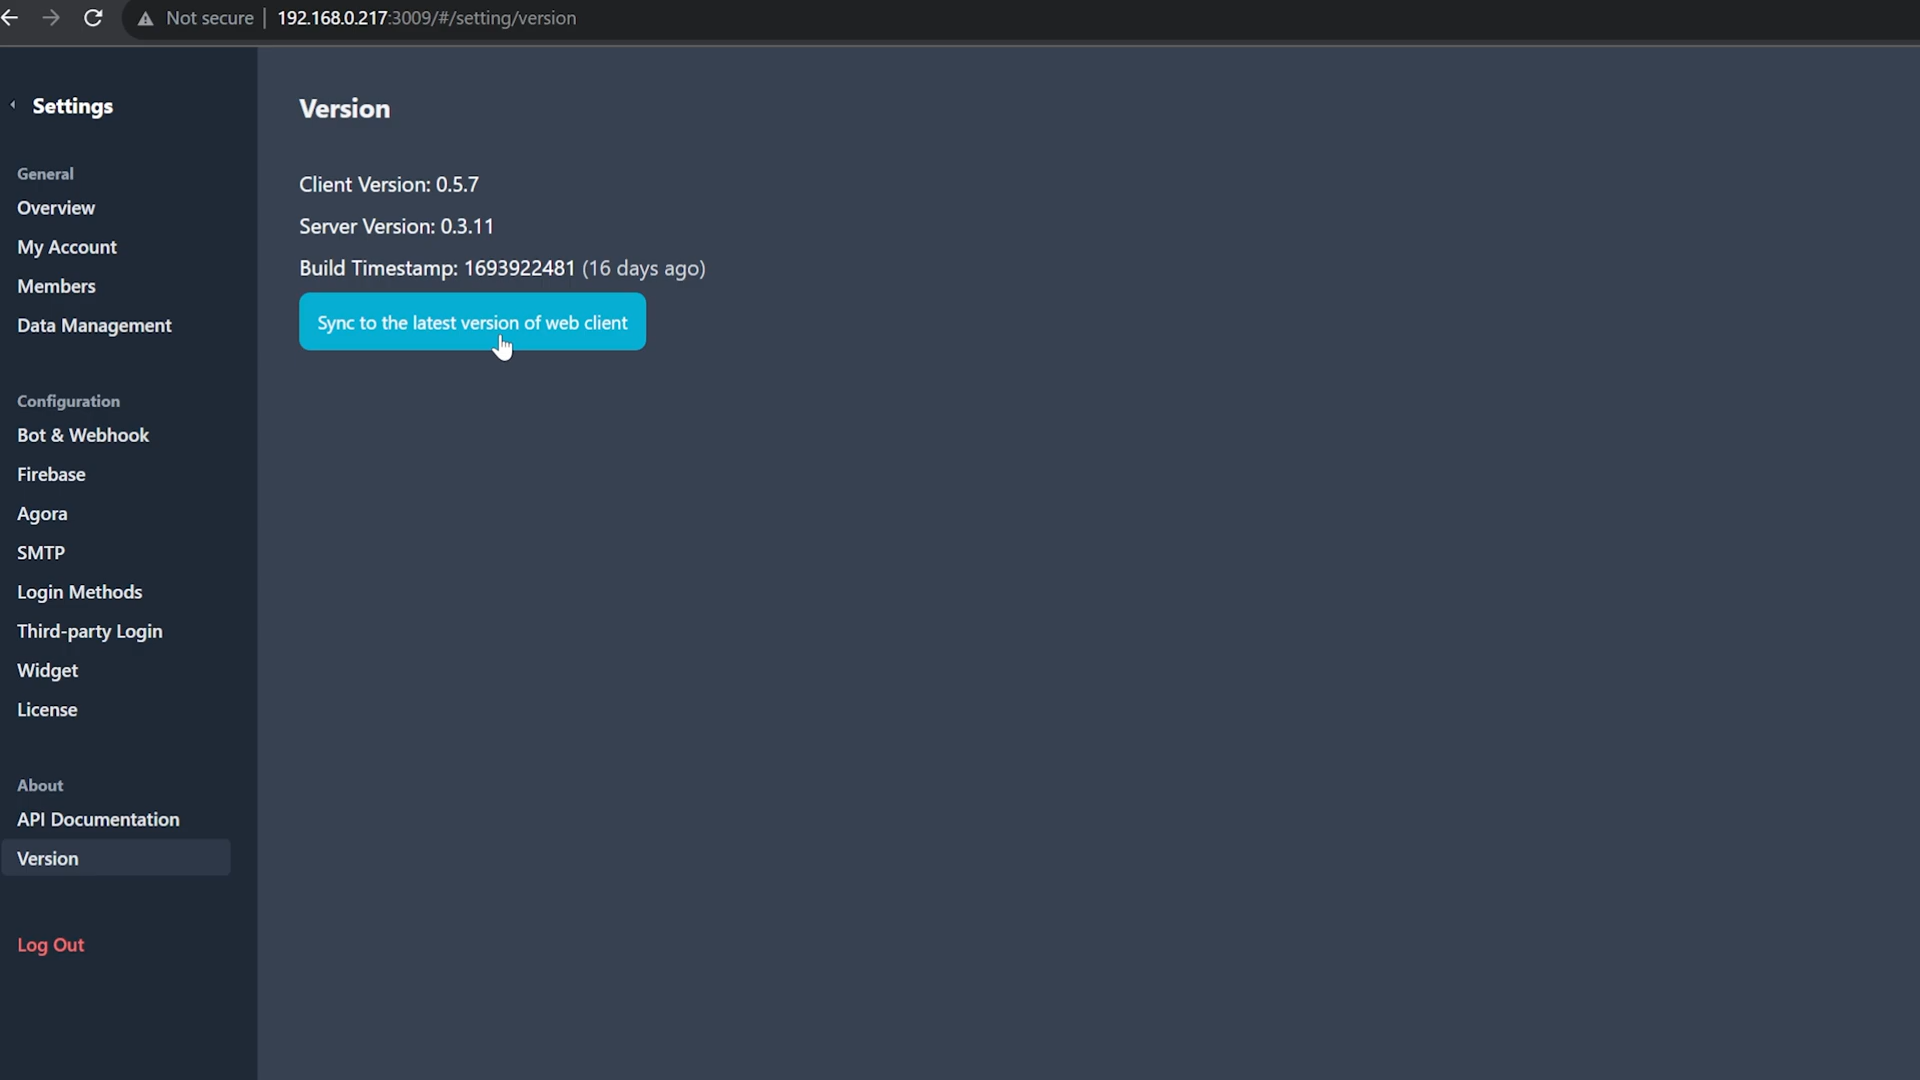 Not secure 192.168.0.217:3009/#/setting/version
Settings
General
Overview
My Account
Members
Data Management
Configuration
Bot & Webhook
Firebase
Agora
SMTP
Login Methods
Third-party Login
Widget
License
About
API Documentation
Version
Log Out
Version
Client Version: 0.5.7
Server Version: 0.3.11
Build Timestamp: 1693922481 (16 days ago)
Sync to the latest version of web client